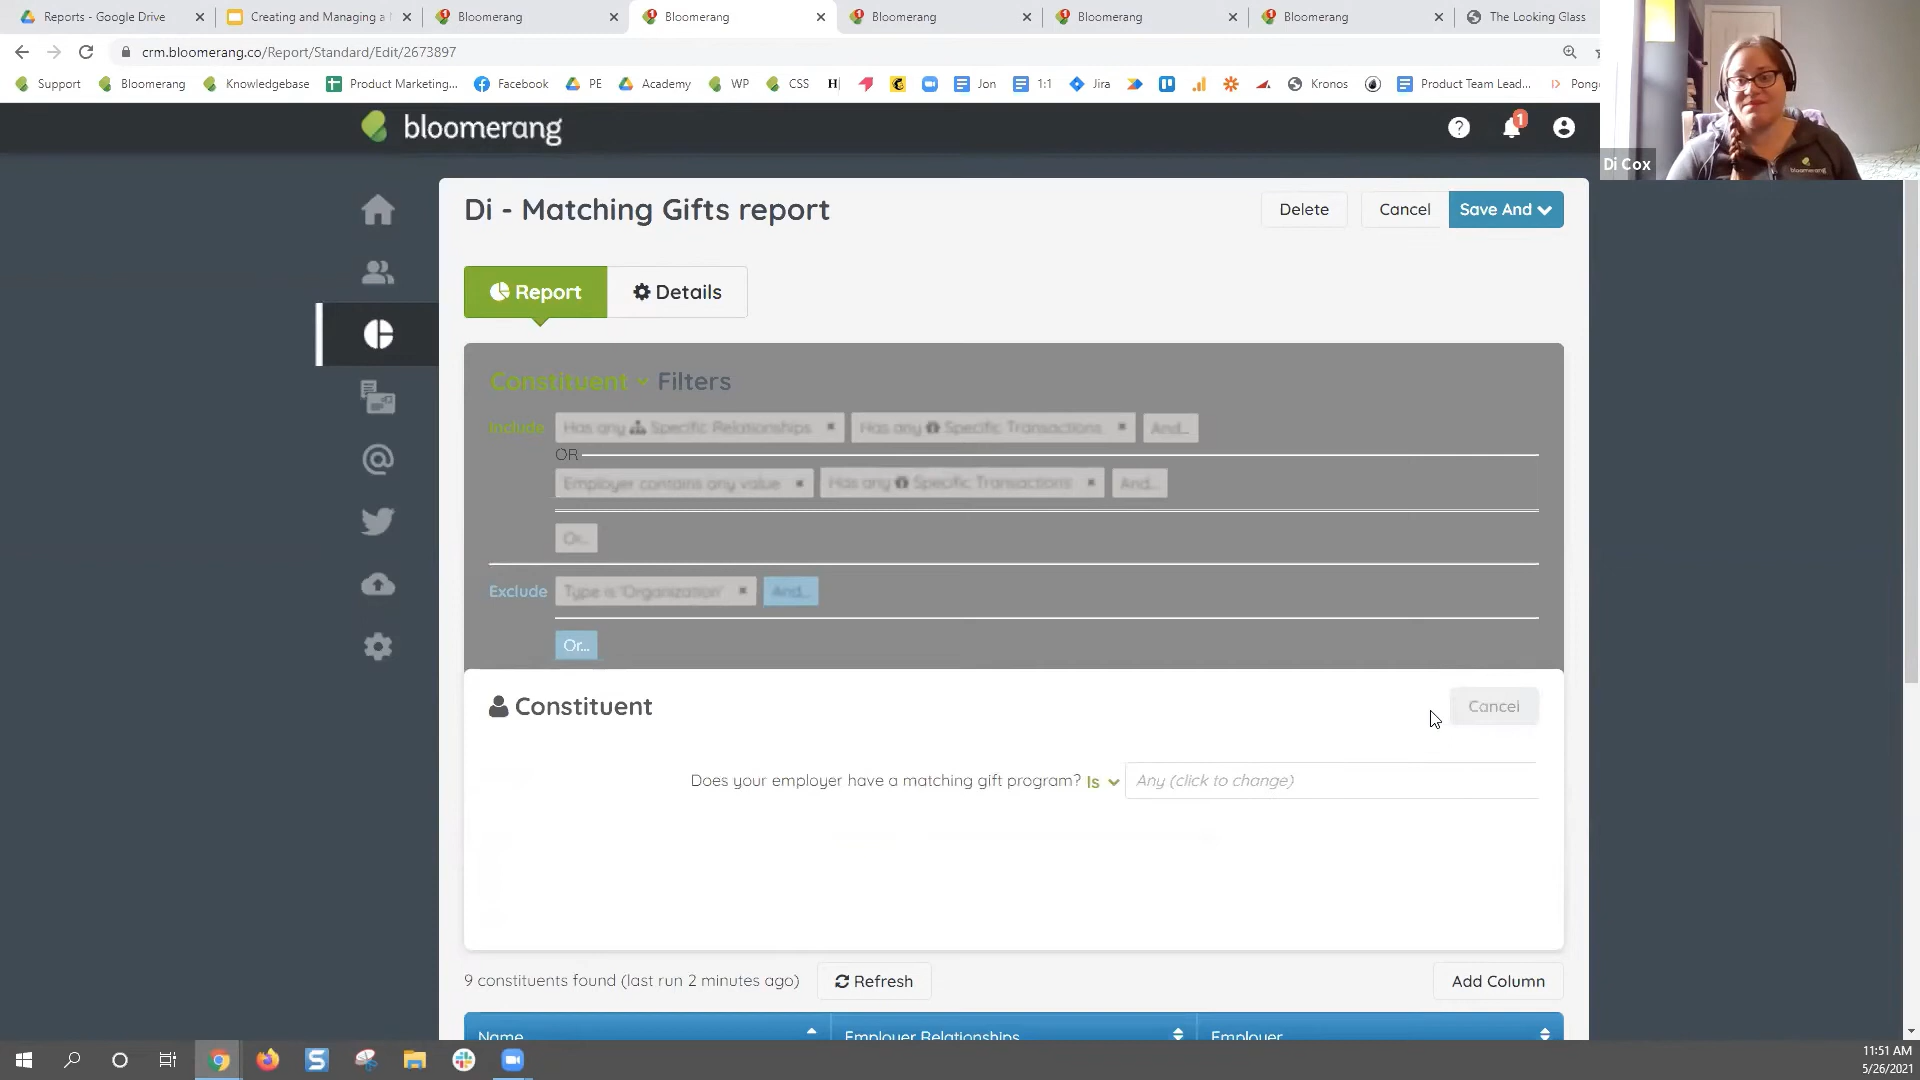 Reports - Google Drive
Creating and Managing a
Bloomerang
Bloomerang
Bloomerang
Bloomerang
Bloomerang
The Looking Glass
crm.bloomerang.co/Report/Standard/Edit/2673897
Support Bloomerang Knowledgebase Product Marketing... Facebook PE Academy WP CSS H Jon 1:1 Jira Kronos Product Team Lead... Pong
bloomerang
1
Di Cox
Di - Matching Gifts report
Delete
Cancel
Save And
Report
Details
Constituent Filters
Include Has any Specific Relationships × Has any Specific Transactions × And...
OR
Employer contains any value × Has any Specific Transactions × And...
Or...
Exclude Type is 'Organization' × And...
Or...
Constituent
Cancel
Does your employer have a matching gift program? Is Any (click to change)
9 constituents found (last run 2 minutes ago)
Refresh
Add Column
Name Employer Relationships Employer
11:51 AM
5/26/2021